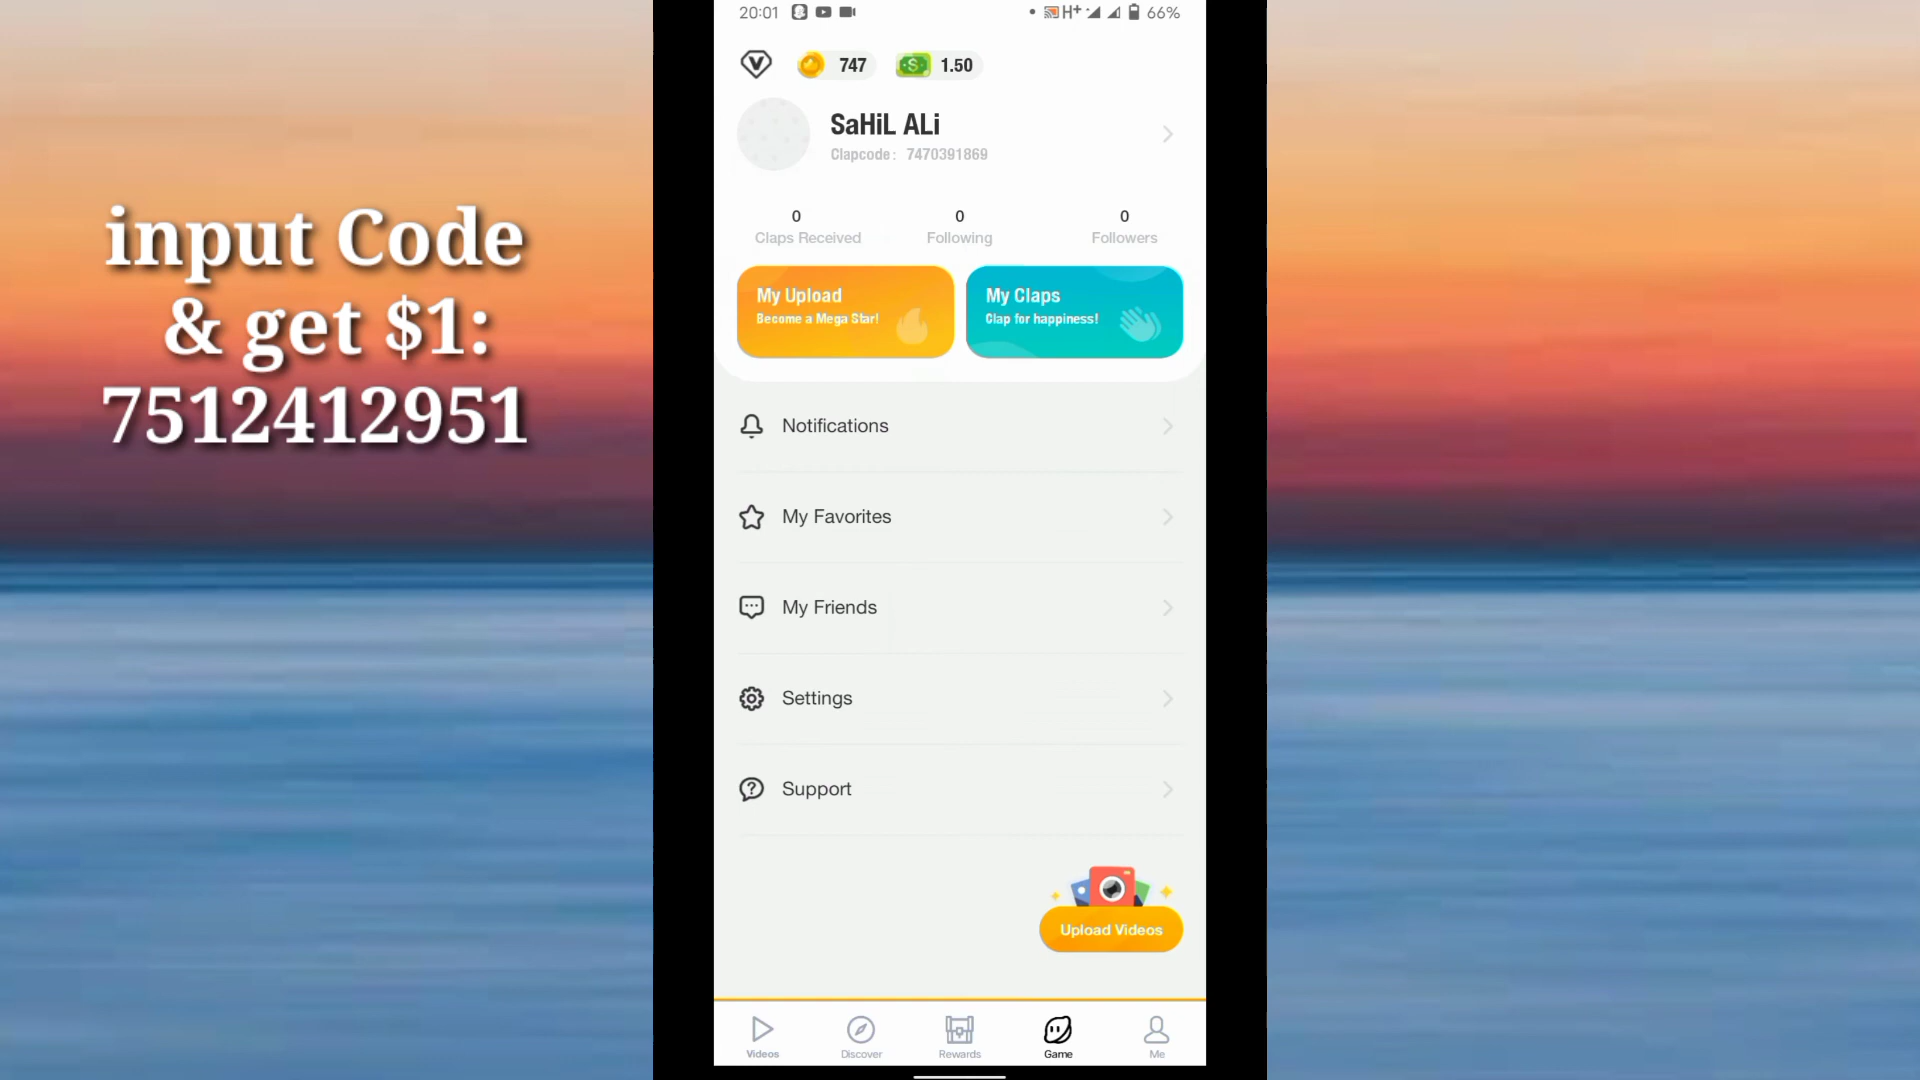 input Code
& get $1:
7512412951
20:01 H+ 66%
V 747 $ 1.50
SaHiL ALi
Clapcode: 7470391869
0 0 0
Claps Received Following Followers
My Upload My Claps
Become a Mega Star! Clap for happiness!
Notifications
My Favorites
My Friends
Settings
Support
Upload Videos
Videos Discover Rewards Game Me